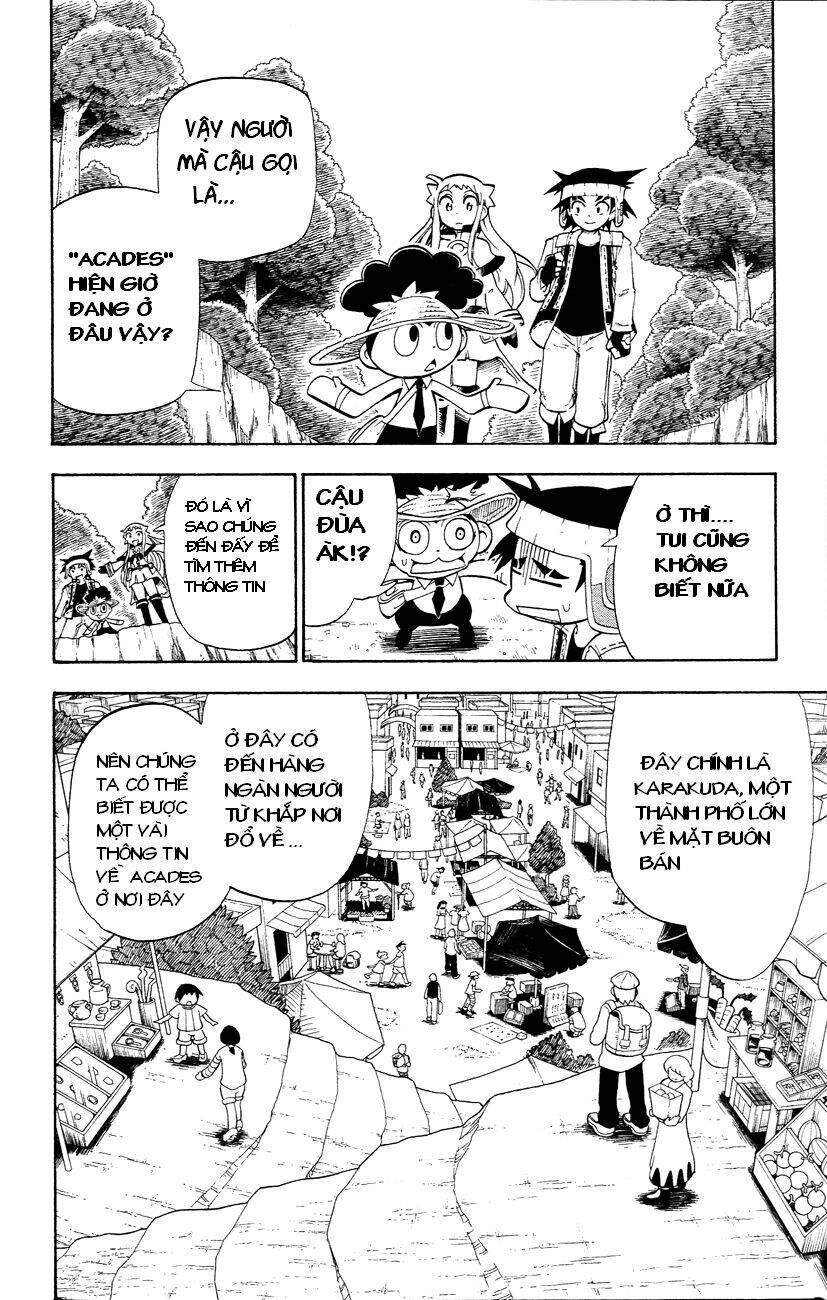 VẬY NGƯỜI
MÀ CẬU GỌI
LÀ...
"ACADES"
HIỆN GIỜ
ĐANG Ở
ĐÂU VẬY?
Ở THÌ....
TUI CŨNG
KHÔNG
BIẾT NỮA
CẬU
ĐÙA
ÀK!?
ĐÓ LÀ VÌ
SAO CHÚNG
ĐẾN ĐẤY ĐỂ
TÌM THÊM
THÔNG TIN
ĐÂY CHÍNH LÀ
KARAKUDA, MỘT
THÀNH PHỐ LỚN
VỀ MẶT BUÔN
BÁN
Ở ĐÂY CÓ
ĐẾN HÀNG
NGÀN NGƯỜI
TỪ KHẮP NƠI
ĐỔ VỀ ...
NÊN CHÚNG
TA CÓ THỂ
BIẾT ĐƯỢC
MỘT VÀI
THÔNG TIN
VỀ ACADES
Ở NƠI ĐÂY